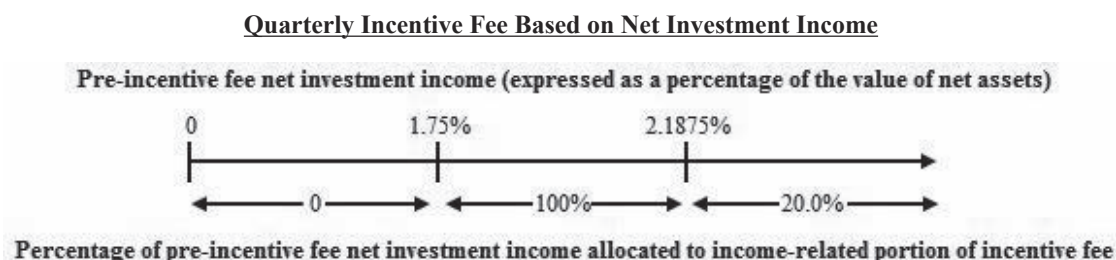 Quarterly Incentive Fee Based on Net Investment Income
Pre-incentive fee net investment income (expressed as a percentage of the value of net assets)
0 1.75% 2.1875%
0 100% 20.0%
Percentage of pre-incentive fee net investment income allocated to income-related portion of incentive fee